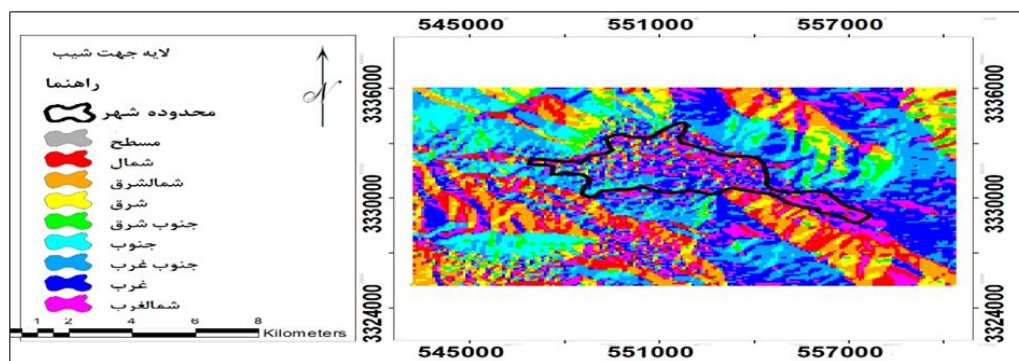 لایه جهت شیب
راهنما
محدوده شهر
مسطح
شمال
شمالشرق
شرق
جنوب شرق
جنوب
جنوب غرب
غرب
شمالغرب
N
1 2 4 6 8
Kilometers
545000 551000 557000
3336000
3330000
3324000
3336000
3330000
3324000
545000 551000 557000